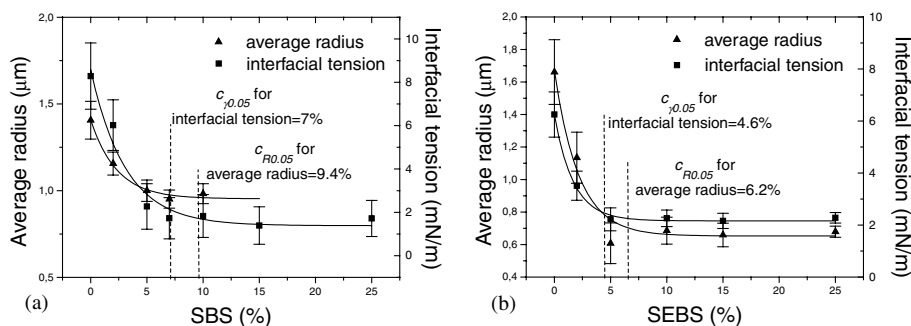 2,0
1,5
1,0
0,5
Average radius (μm)
0
5
10
15
20
25
SBS (%)
10
8
6
4
2
0
Interfacial tension (mN/m)
average radius
interfacial tension
cγ0.05 for
interfacial tension=7%
cR0.05 for
average radius=9.4%
(a)
2,0
1,8
1,6
1,4
1,2
1,0
0,8
0,6
0,4
Average radius (μm)
0
5
10
15
20
25
SEBS (%)
10
8
6
4
2
0
Interfacial tension (mN/m)
average radius
interfacial tension
cγ0.05 for
interfacial tension=4.6%
cR0.05 for
average radius=6.2%
(b)